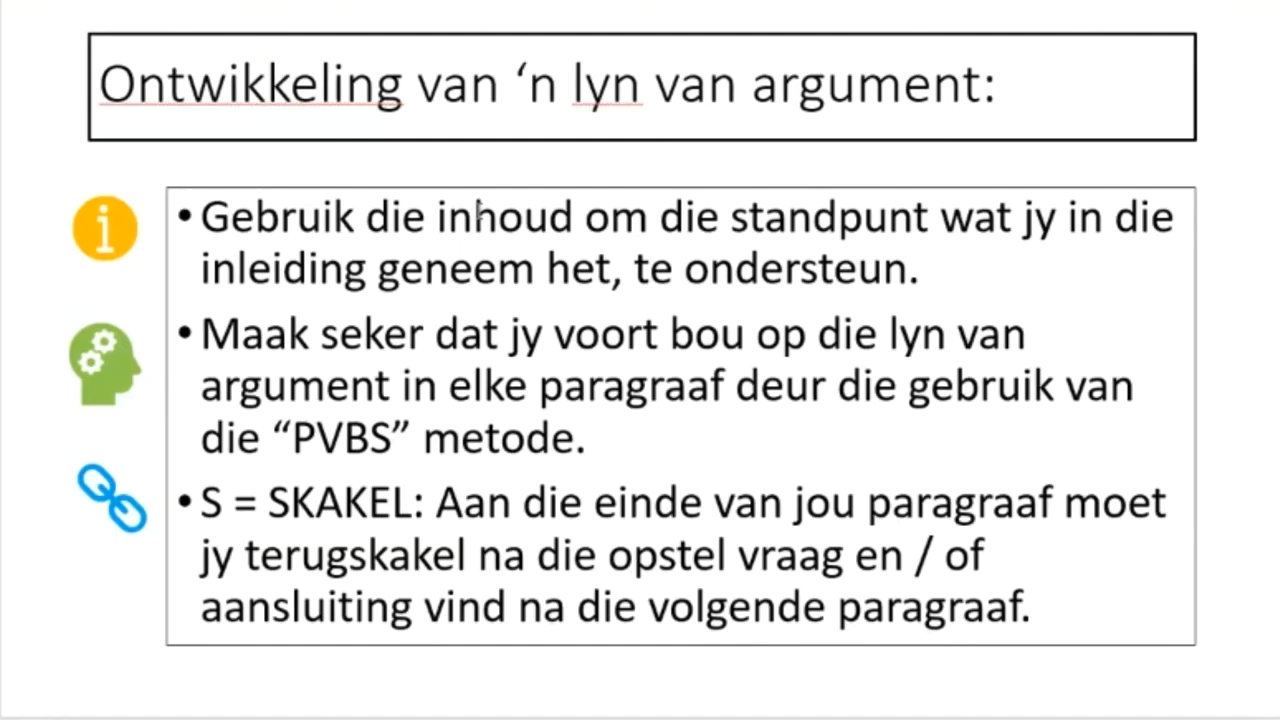 Ontwikkeling van ‘n lyn van argument:
• Gebruik die inhoud om die standpunt wat jy in die
inleiding geneem het, te ondersteun.
• Maak seker dat jy voort bou op die lyn van
argument in elke paragraaf deur die gebruik van
die “PVBS” metode.
• S = SKAKEL: Aan die einde van jou paragraaf moet
jy terugskakel na die opstel vraag en / of
aansluiting vind na die volgende paragraaf.